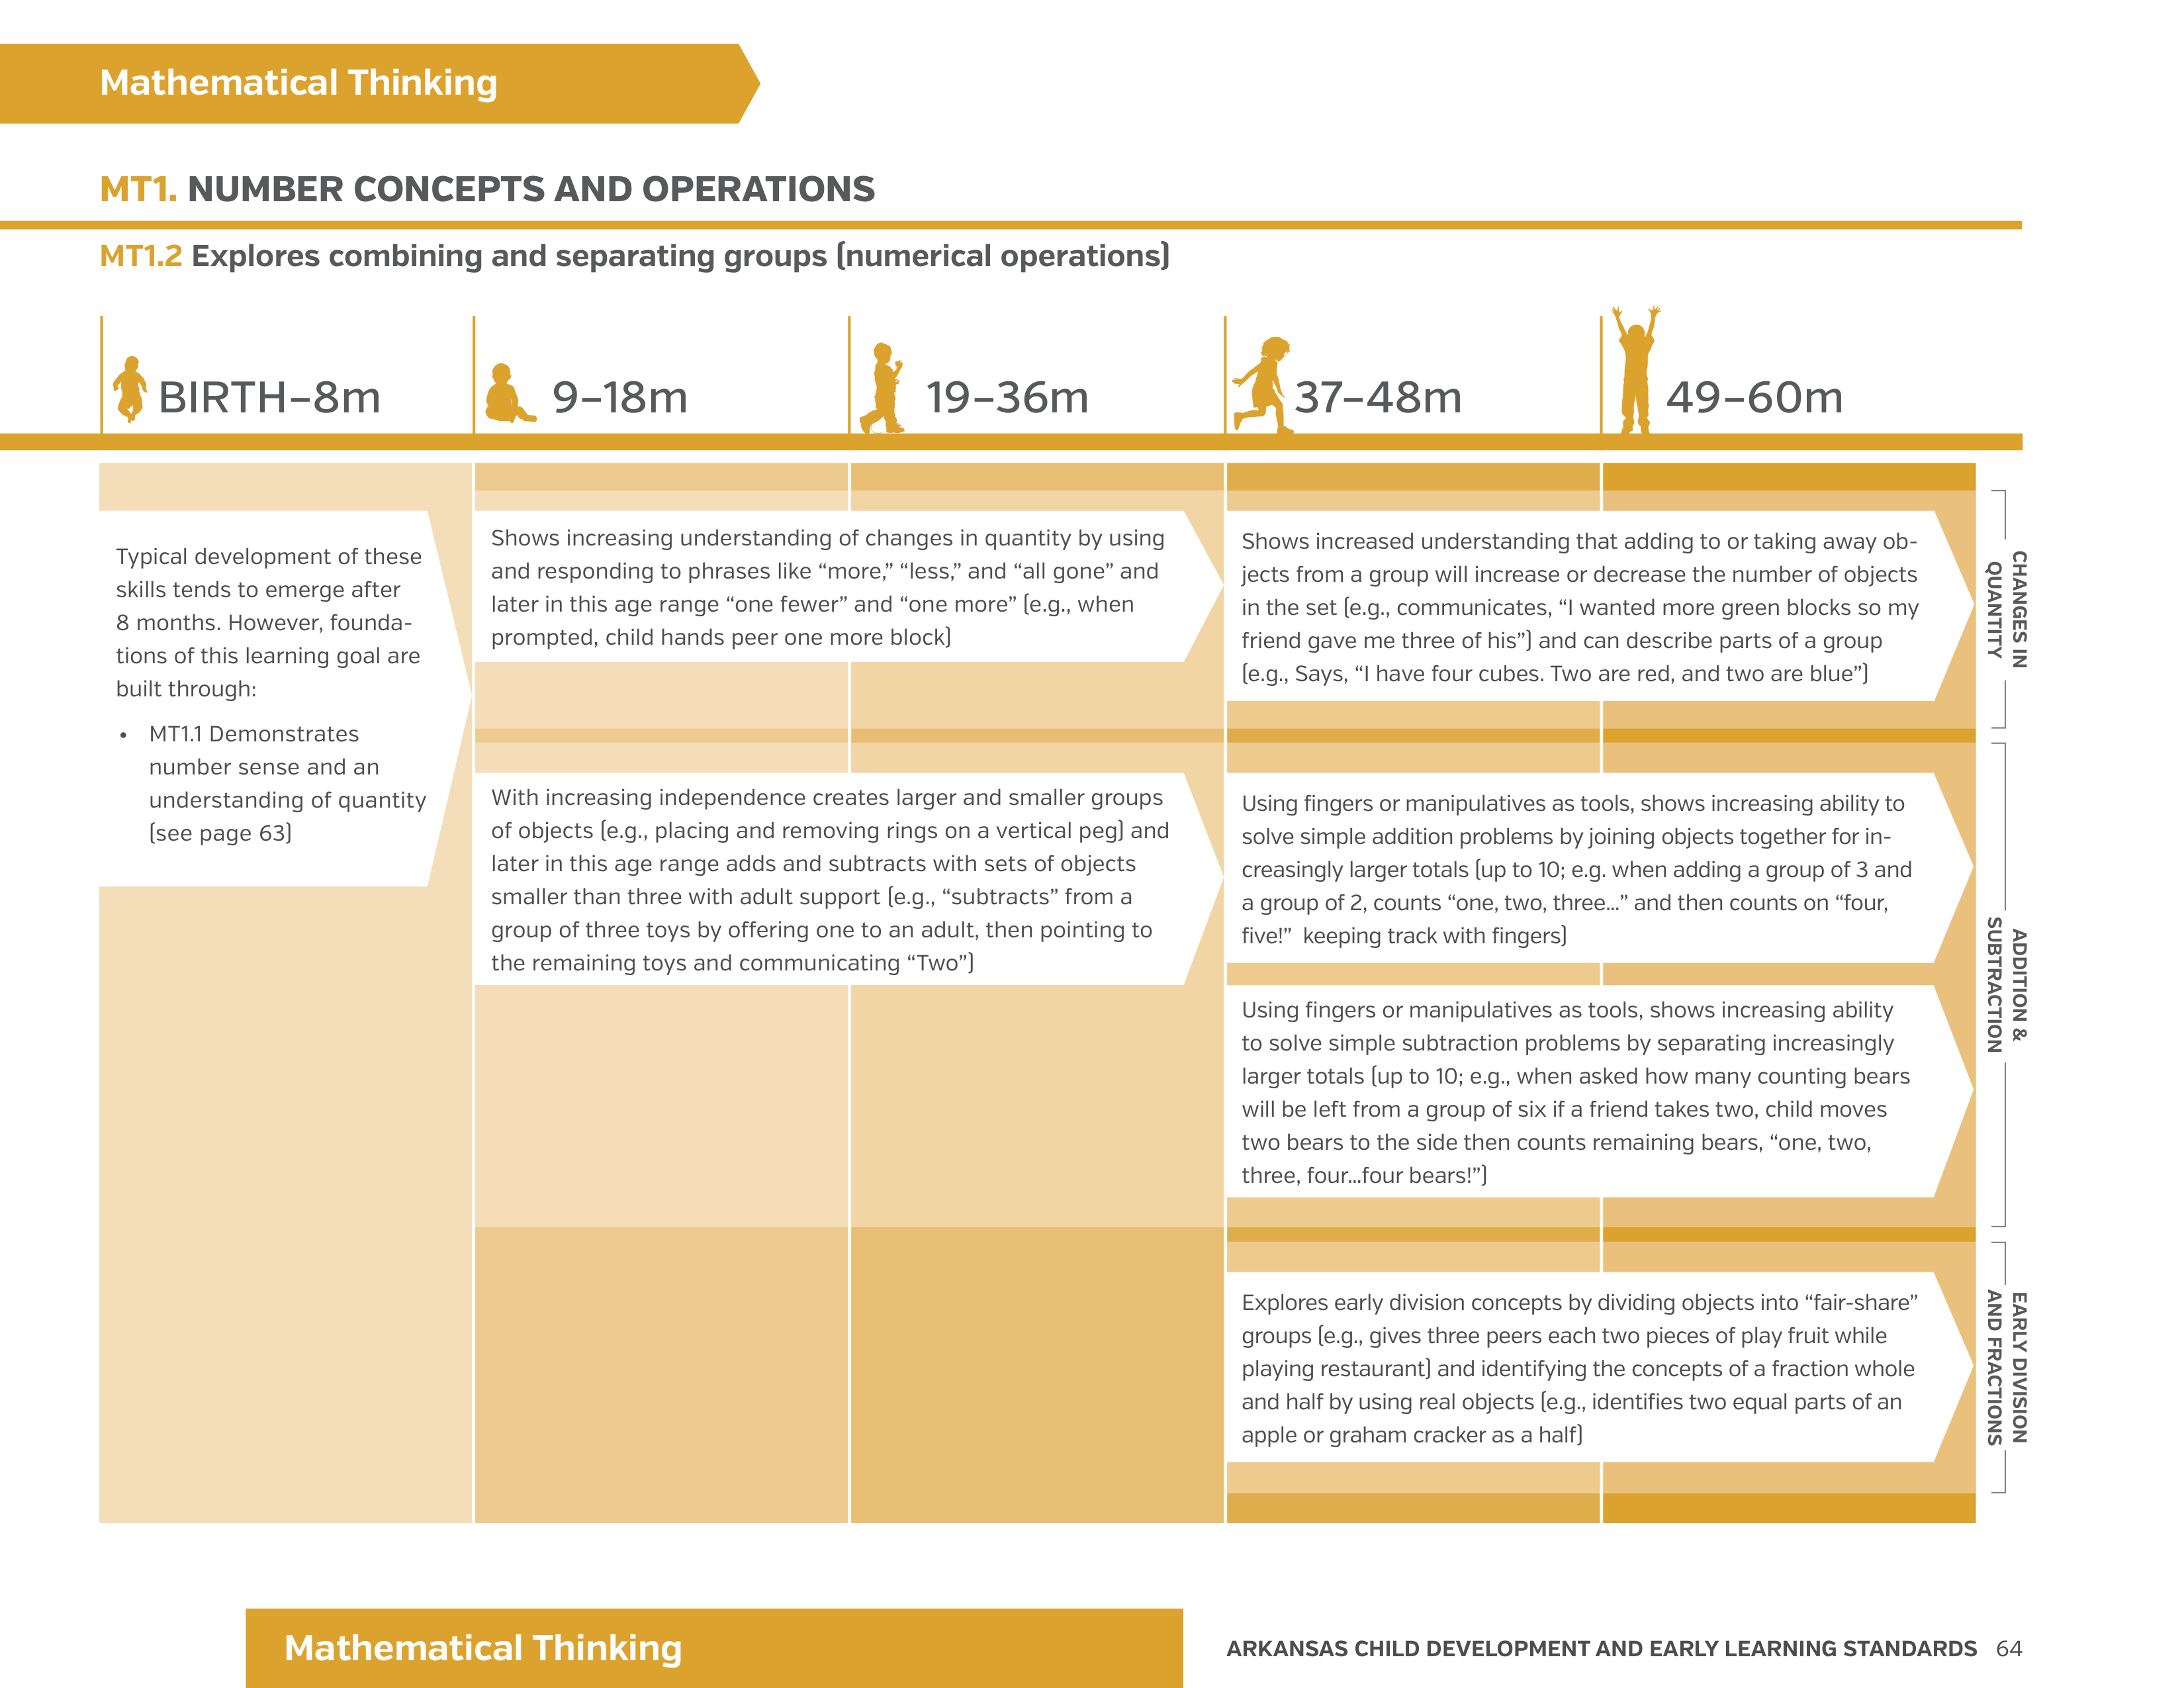 Mathematical Thinking
MT1. NUMBER CONCEPTS AND OPERATIONS
MT1.2 Explores combining and separating groups (numerical operations)
BIRTH–8m
9–18m
19–36m
37–48m
49–60m
Typical development of these
skills tends to emerge after
8 months. However, founda-
tions of this learning goal are
built through:
• MT1.1 Demonstrates
number sense and an
understanding of quantity
(see page 63)
Shows increasing understanding of changes in quantity by using
and responding to phrases like “more,” “less,” and “all gone” and
later in this age range “one fewer” and “one more” (e.g., when
prompted, child hands peer one more block)
Shows increased understanding that adding to or taking away ob-
jects from a group will increase or decrease the number of objects
in the set (e.g., communicates, “I wanted more green blocks so my
friend gave me three of his”) and can describe parts of a group
(e.g., Says, “I have four cubes. Two are red, and two are blue”)
CHANGES IN
QUANTITY
With increasing independence creates larger and smaller groups
of objects (e.g., placing and removing rings on a vertical peg) and
later in this age range adds and subtracts with sets of objects
smaller than three with adult support (e.g., “subtracts” from a
group of three toys by offering one to an adult, then pointing to
the remaining toys and communicating “Two”)
Using fingers or manipulatives as tools, shows increasing ability to
solve simple addition problems by joining objects together for in-
creasingly larger totals (up to 10; e.g. when adding a group of 3 and
a group of 2, counts “one, two, three...” and then counts on “four,
five!”  keeping track with fingers)
Using fingers or manipulatives as tools, shows increasing ability
to solve simple subtraction problems by separating increasingly
larger totals (up to 10; e.g., when asked how many counting bears
will be left from a group of six if a friend takes two, child moves
two bears to the side then counts remaining bears, “one, two,
three, four...four bears!”)
ADDITION &
SUBTRACTION
Explores early division concepts by dividing objects into “fair-share”
groups (e.g., gives three peers each two pieces of play fruit while
playing restaurant) and identifying the concepts of a fraction whole
and half by using real objects (e.g., identifies two equal parts of an
apple or graham cracker as a half)
EARLY DIVISION
AND FRACTIONS
Mathematical Thinking
ARKANSAS CHILD DEVELOPMENT AND EARLY LEARNING STANDARDS 64